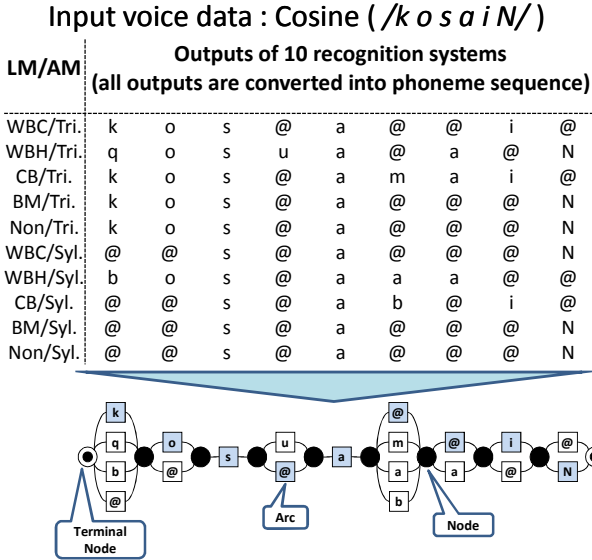 Input voice data : Cosine ( /k o s a i N/ )
LM/AM
Outputs of 10 recognition systems
(all outputs are converted into phoneme sequence)
WBC/Tri. k o s @ a @ @ i @
WBH/Tri. q o s u a @ a @ N
CB/Tri. k o s @ a m a i @
BM/Tri. k o s @ a @ @ @ N
Non/Tri. k o s @ a @ @ @ N
WBC/Syl. @ @ s @ a @ @ @ N
WBH/Syl. b o s @ a a a @ @
CB/Syl. @ @ s @ a b @ i @
BM/Syl. @ @ s @ a @ @ @ N
Non/Syl. @ @ s @ a @ @ @ N
k @
q o u m @ i @
s a
b @ @ a a @ N
@ b
Terminal
Node
Arc
Node